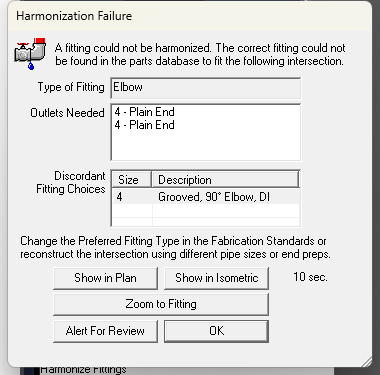 Harmonization Failure
A fitting could not be harmonized. The correct fitting could not
be found in the parts database to fit the following intersection.
Type of Fitting Elbow
Outlets Needed 4 - Plain End
4 - Plain End
Discordant
Fitting Choices
Size Description
4 Grooved, 90° Elbow, DI
Change the Preferred Fitting Type in the Fabrication Standards or
reconstruct the intersection using different pipe sizes or end preps.
Show in Plan Show in Isometric 10 sec.
Zoom to Fitting
Alert For Review OK
Harmonize Fittings